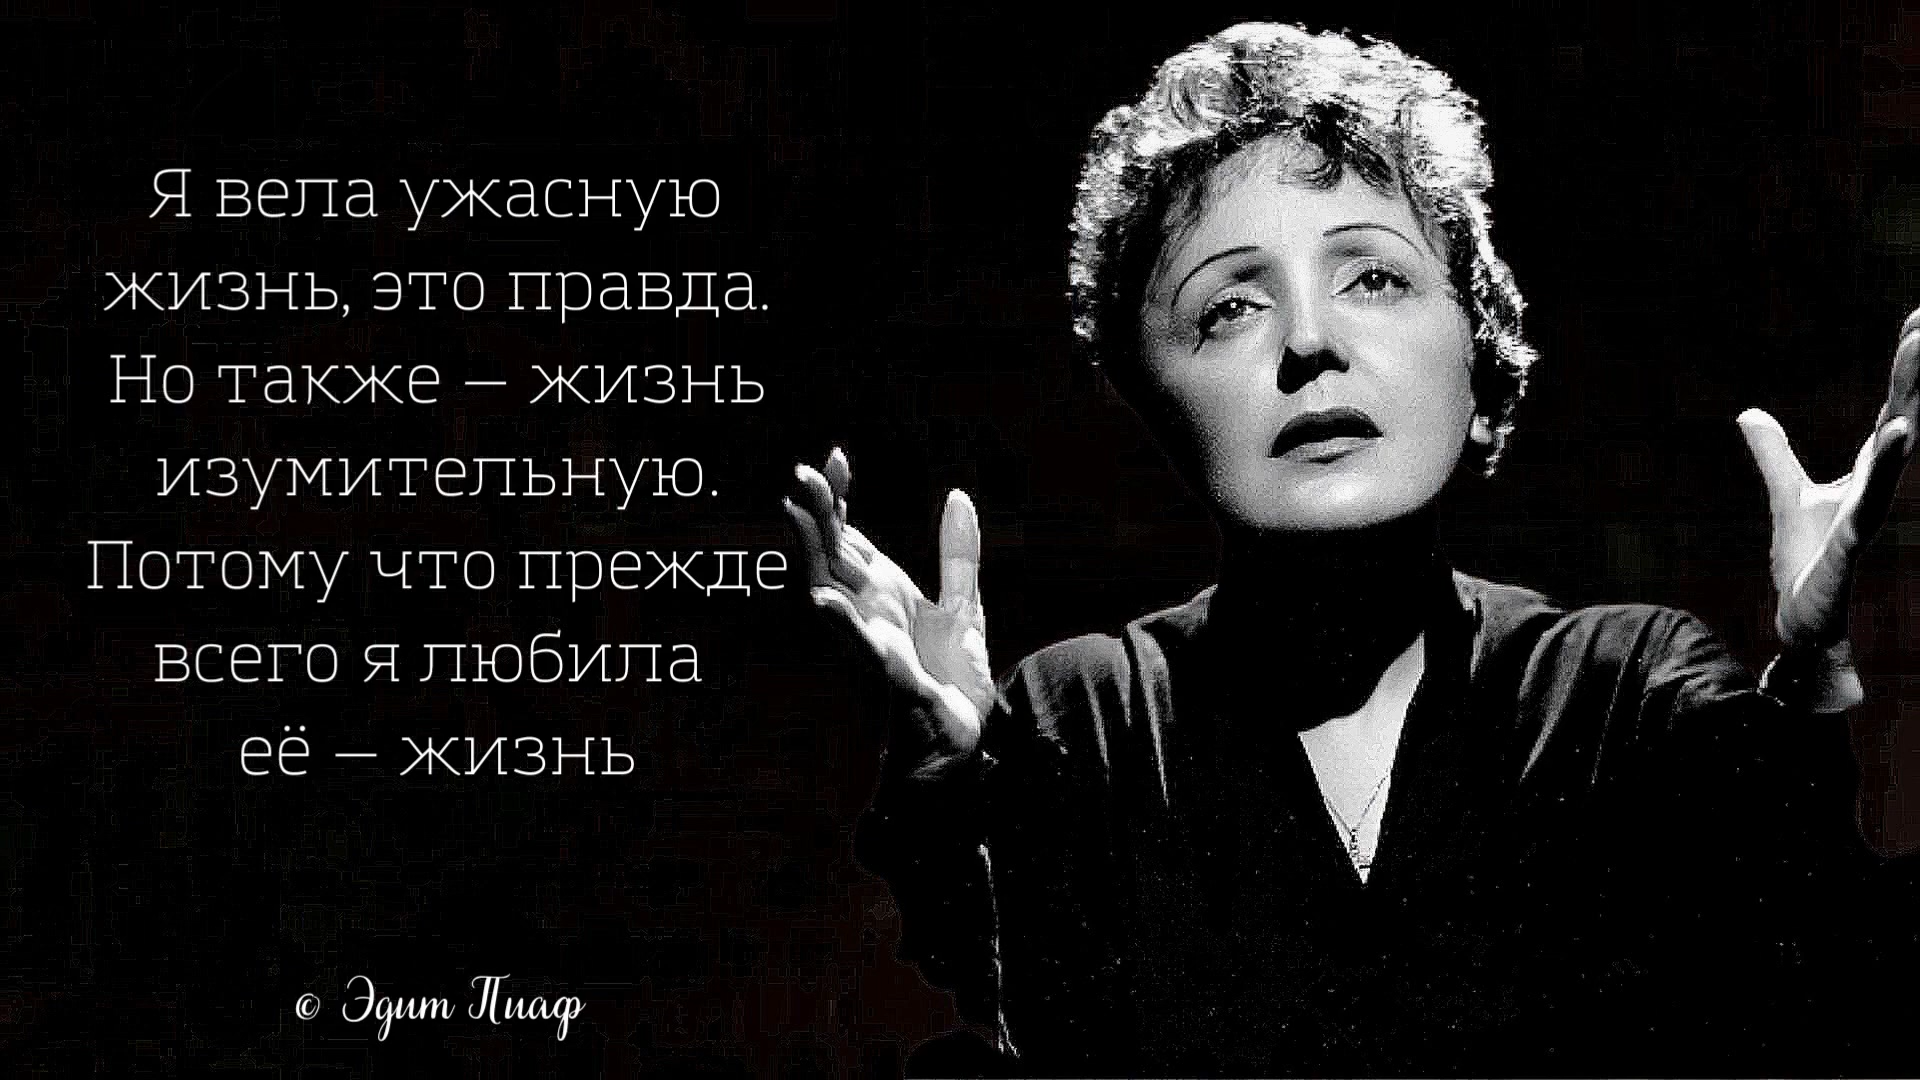 Я вела ужасную
жизнь, это правда.
Но также – жизнь
изумительную.
Потому что прежде
всего я любила
её – жизнь
© Эдит Пиаф